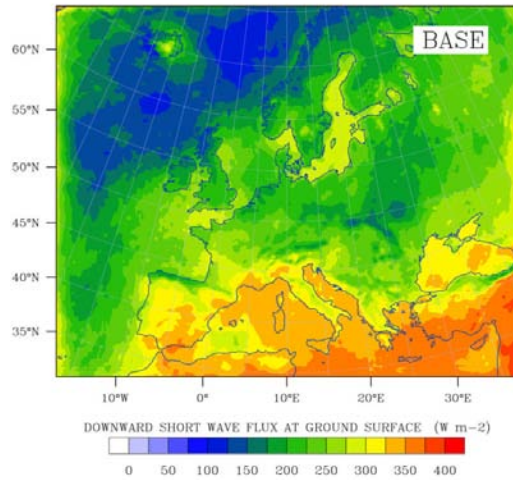 BASE
60°N
55°N
50°N
45°N
40°N
35°N
10°W 0° 10°E 20°E 30°E
DOWNWARD SHORT WAVE FLUX AT GROUND SURFACE (W m-2)
0 50 100 150 200 250 300 350 400